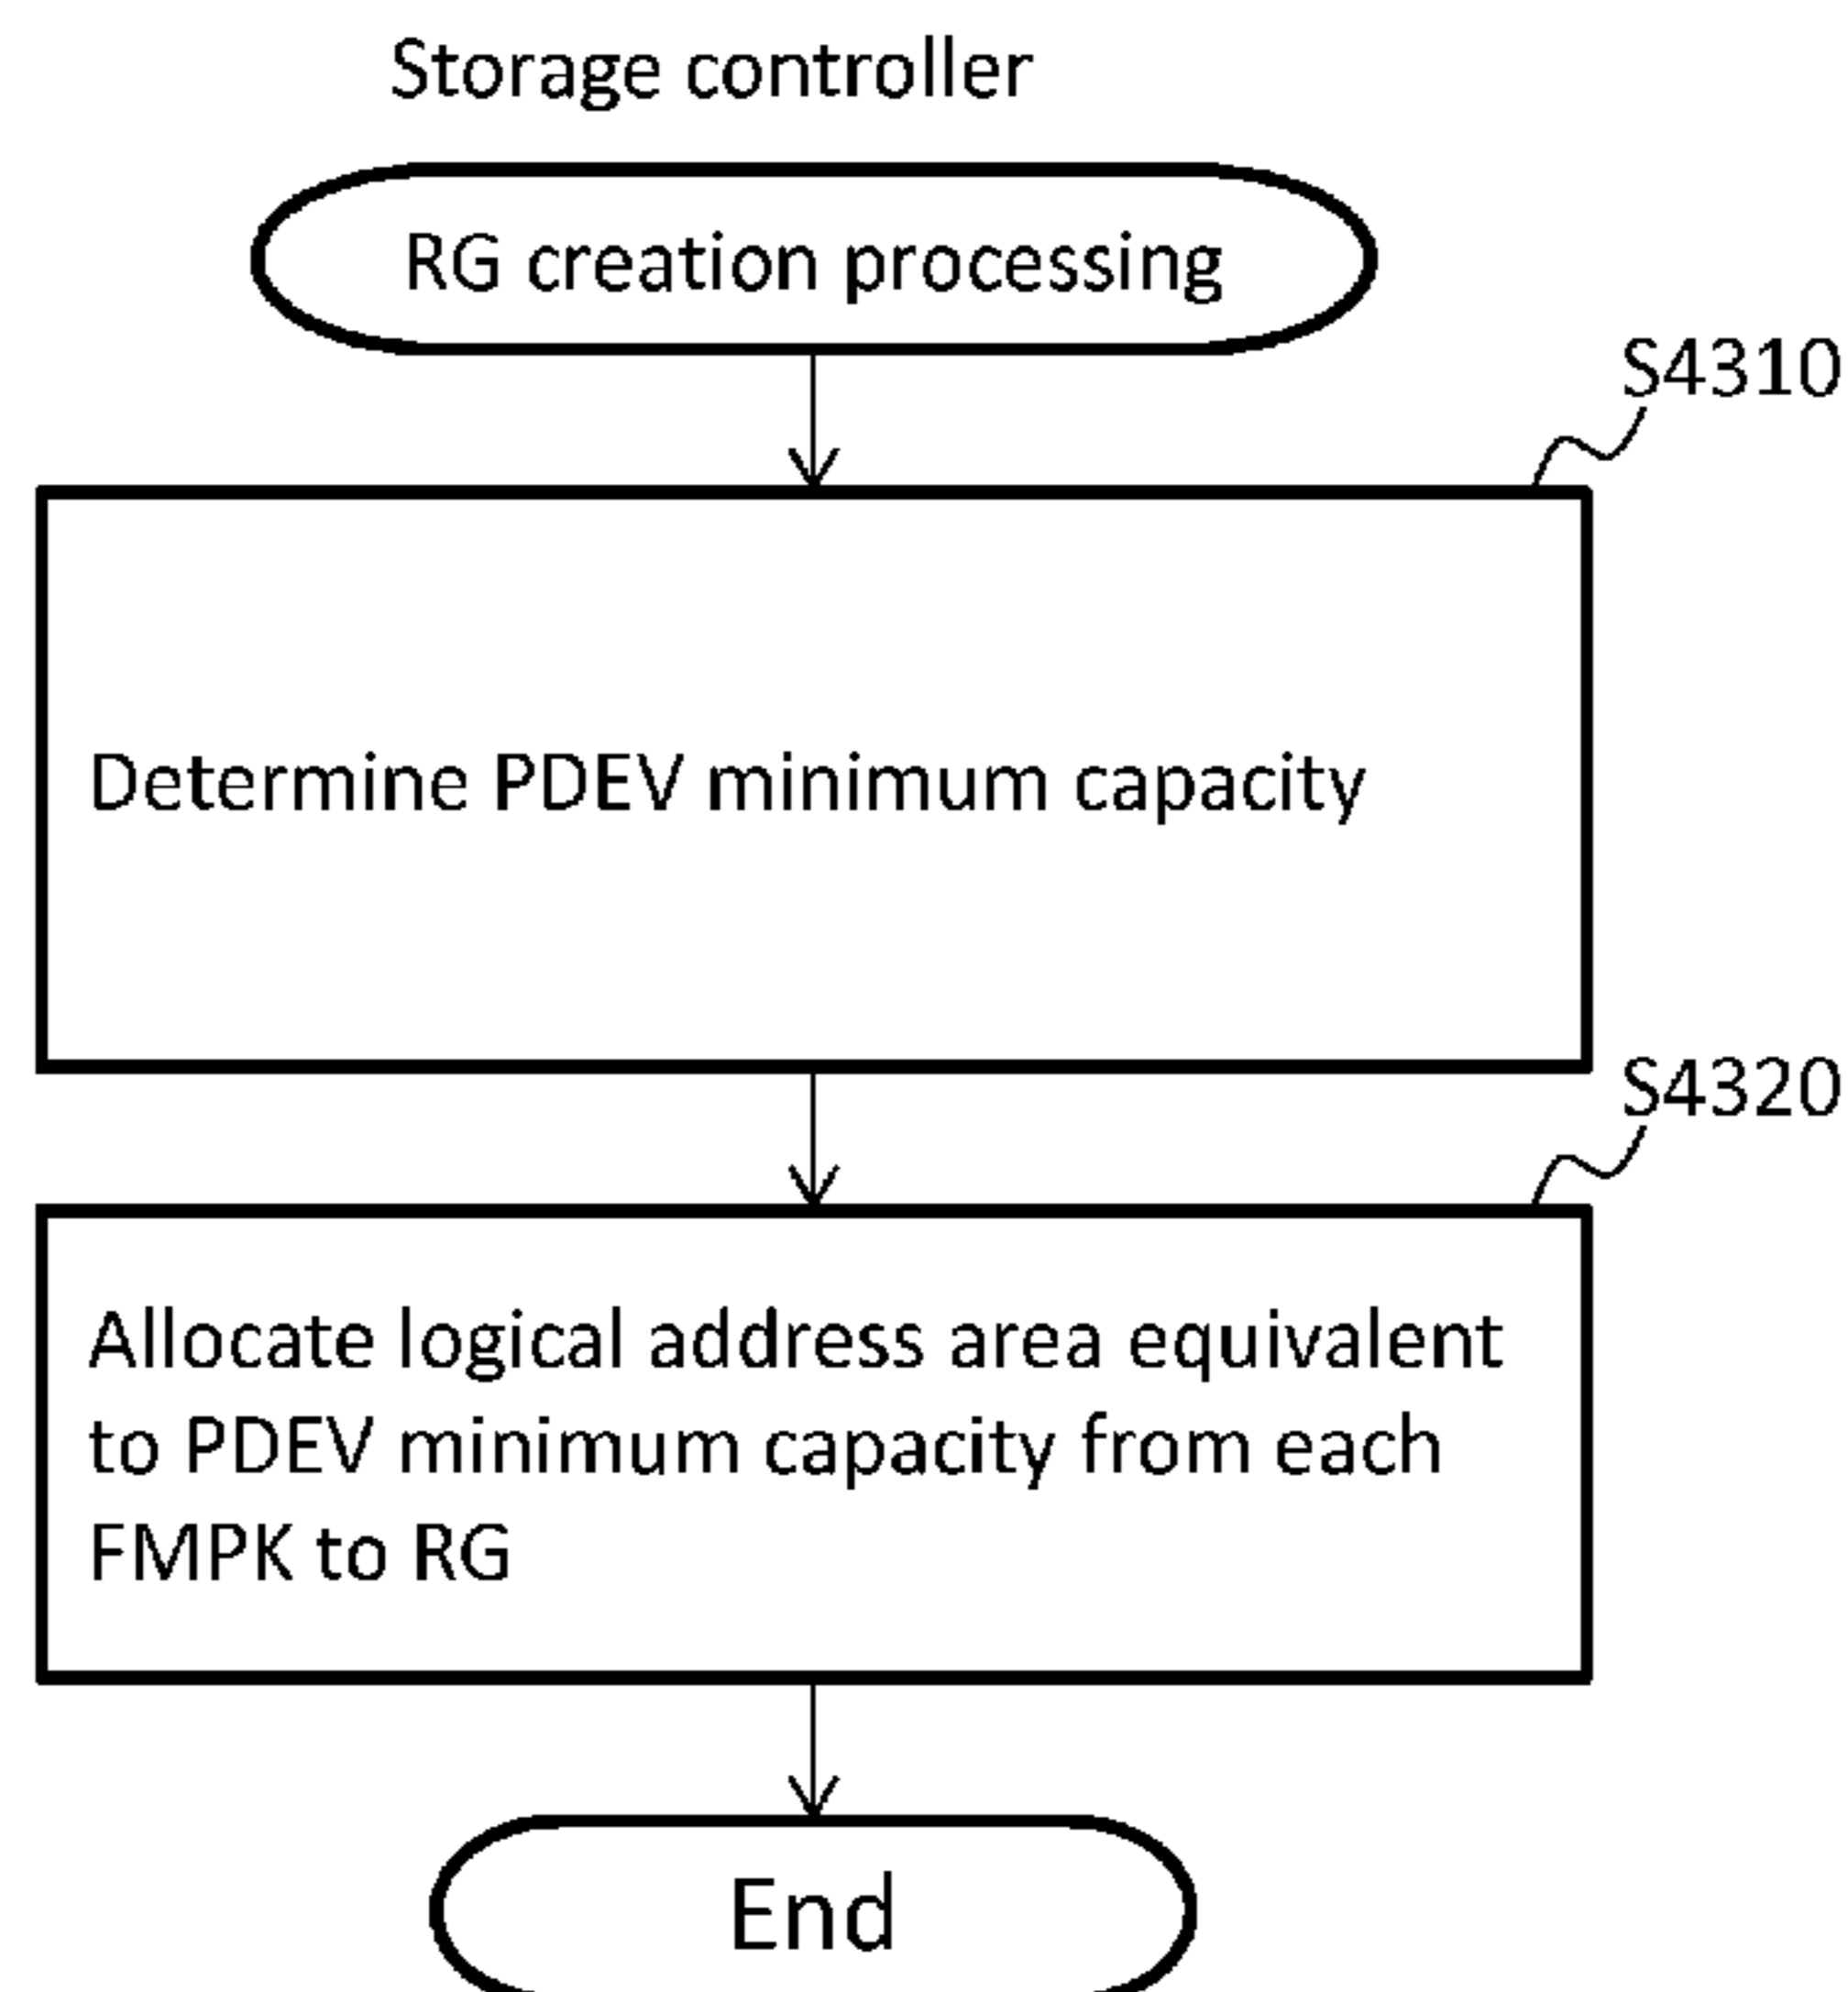 Storage controller
RG creation processing
S4310
Determine PDEV minimum capacity
S4320
Allocate logical address area equivalent
to PDEV minimum capacity from each
FMPK to RG
End